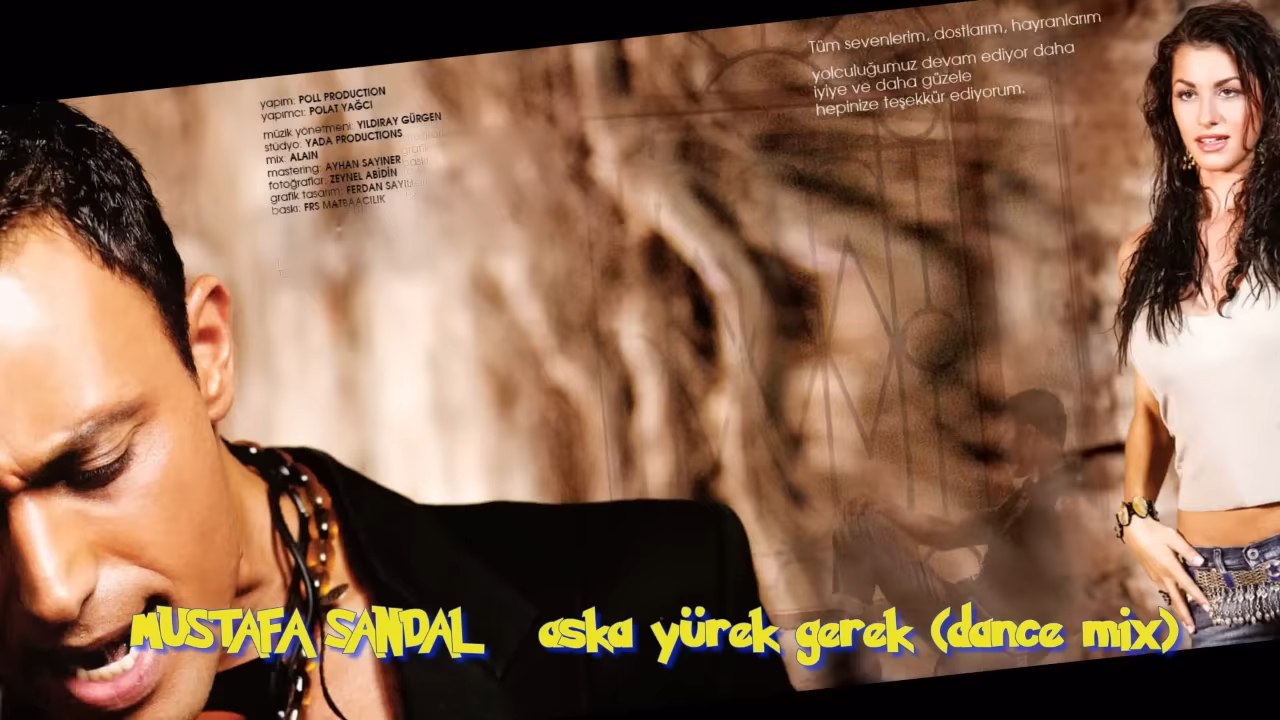 yapım: POLL PRODUCTION
yapımcı: POLAT YAĞCI
müzik yönetmeni: YILDIRAY GÜRGEN
stüdyo: YADA PRODUCTIONS
mix: ALAIN
mastering: AYHAN SAYINER
fotoğraflar: ZEYNEL ABİDİN
grafik tasarım: FERDAN
baskı: FRS MATBAACILIK
Tüm sevenlerim, dostlarım, hayranlarım
yolculuğumuz devam ediyor daha
iyiye ve daha güzele
hepinize teşekkür ediyorum.
MUSTAFA SANDAL aska yürek gerek (dance mix)